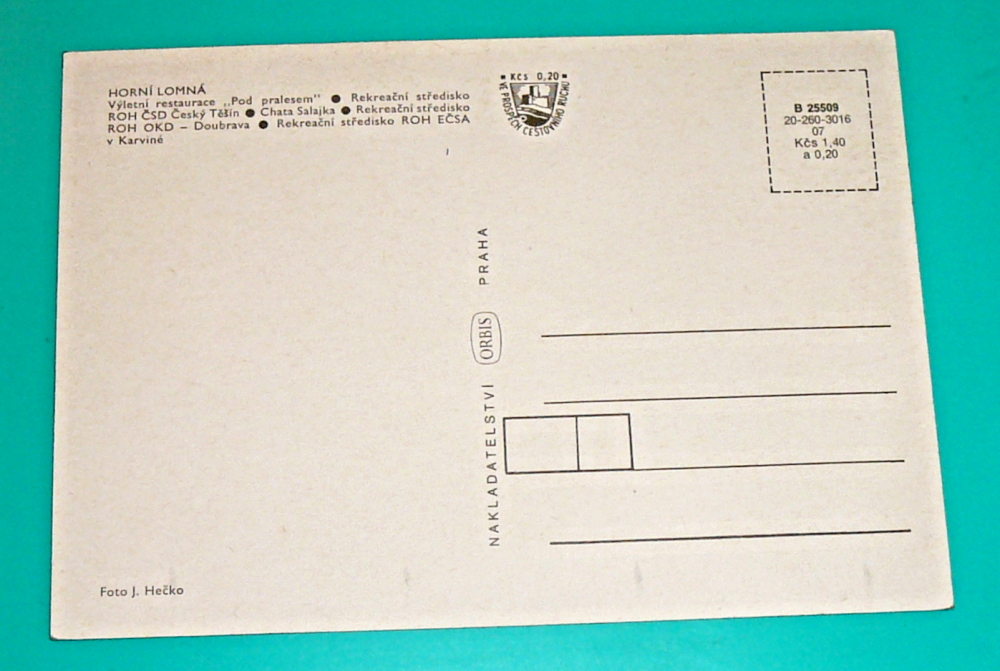 HORNÍ LOMNÁ
Výletní restaurace „Pod pralesem" ● Rekreační středisko
ROH ČSD Český Těšín ● Chata Salajka ● Rekreační středisko
ROH OKD – Doubrava ● Rekreační středisko ROH EČSA
v Karviné
▪ Kčs 0,20 ▪
VE PROSPĚCH CESTOVNÍHO RUCHU
B 25509
20-260-3016
07
Kčs 1,40
a 0,20
NAKLADATELSTVÍ ORBIS PRAHA
Foto J. Hečko